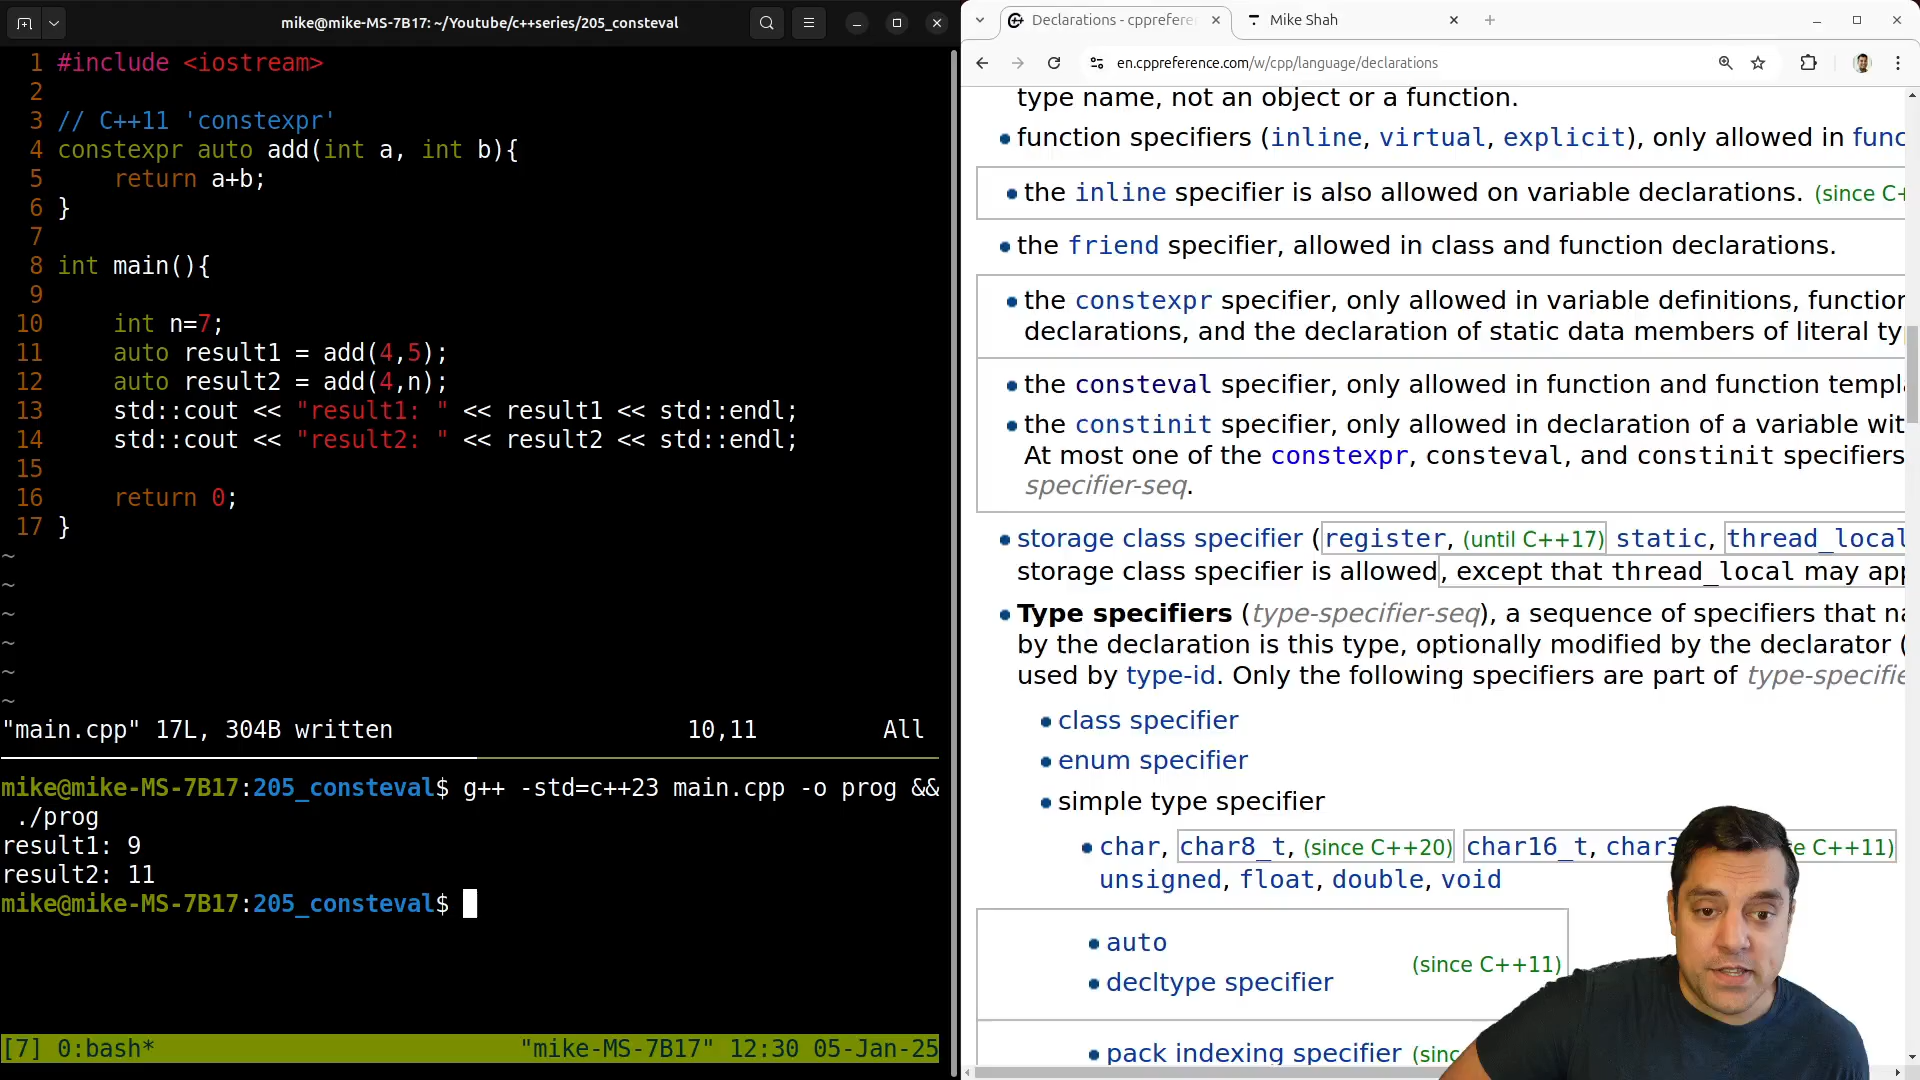 mike@mike-MS-7B17: ~/Youtube/c++series/205_consteval
1 #include <iostream>
2
3 // C++11 'constexpr'
4 constexpr auto add(int a, int b){
5     return a+b;
6 }
7
8 int main(){
9
10     int n=7;
11     auto result1 = add(4,5);
12     auto result2 = add(4,n);
13     std::cout << "result1: " << result1 << std::endl;
14     std::cout << "result2: " << result2 << std::endl;
15
16     return 0;
17 }
~
~
~
~
~
~
"main.cpp" 17L, 304B written 10,11 All
mike@mike-MS-7B17:205_consteval$ g++ -std=c++23 main.cpp -o prog &&
 ./prog
result1: 9
result2: 11
mike@mike-MS-7B17:205_consteval$
[7] 0:bash* "mike-MS-7B17" 12:30 05-Jan-25
Declarations - cppreferen
Mike Shah
en.cppreference.com/w/cpp/language/declarations
type name, not an object or a function.
function specifiers (inline, virtual, explicit), only allowed in func
the inline specifier is also allowed on variable declarations. (since C+
the friend specifier, allowed in class and function declarations.
the constexpr specifier, only allowed in variable definitions, function
declarations, and the declaration of static data members of literal ty
the consteval specifier, only allowed in function and function templ
the constinit specifier, only allowed in declaration of a variable wit
At most one of the constexpr, consteval, and constinit specifiers
specifier-seq.
storage class specifier (register, (until C++17) static, thread_local
storage class specifier is allowed, except that thread_local may app
Type specifiers (type-specifier-seq), a sequence of specifiers that na
by the declaration is this type, optionally modified by the declarator (
used by type-id. Only the following specifiers are part of type-specifie
class specifier
enum specifier
simple type specifier
char, char8_t, (since C++20) char16_t, char3 ce C++11)
unsigned, float, double, void
auto
decltype specifier
(since C++11)
pack indexing specifier (sinc